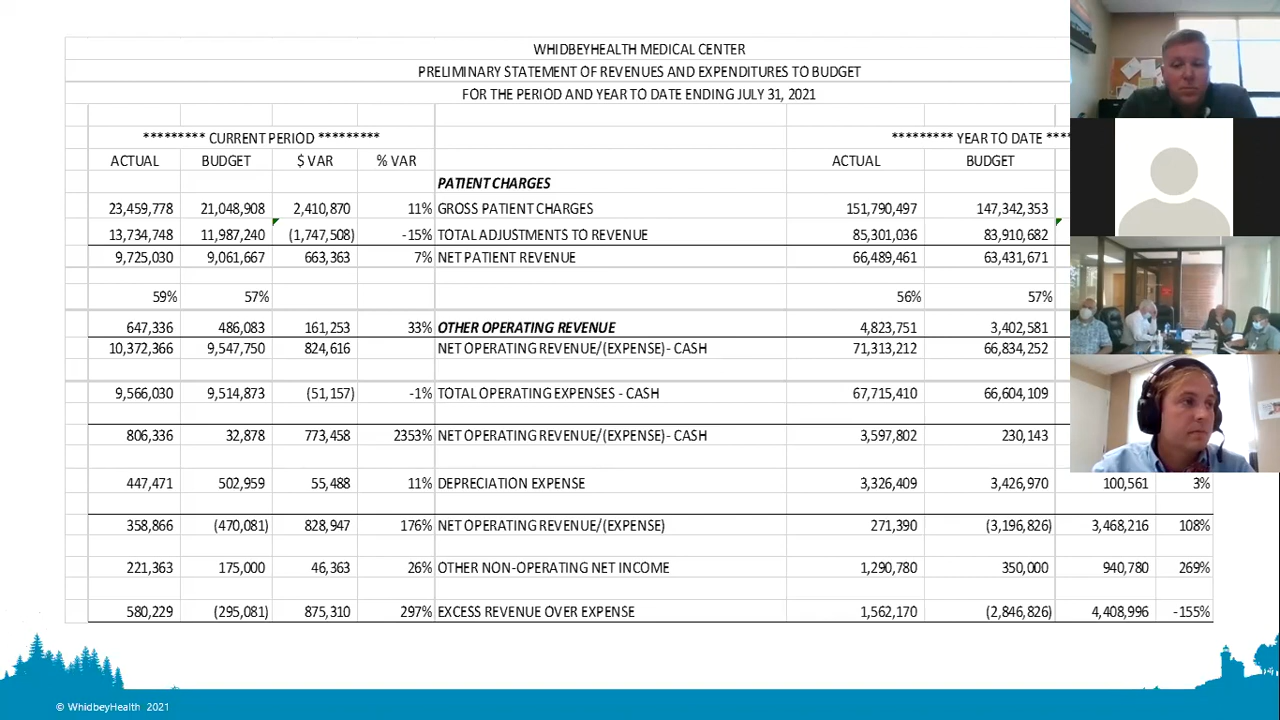 WHIDBEYHEALTH MEDICAL CENTER
PRELIMINARY STATEMENT OF REVENUES AND EXPENDITURES TO BUDGET
FOR THE PERIOD AND YEAR TO DATE ENDING JULY 31, 2021
********* CURRENT PERIOD ********* ********* YEAR TO DATE ****
ACTUAL BUDGET $ VAR % VAR ACTUAL BUDGET
PATIENT CHARGES
23,459,778 21,048,908 2,410,870 11% GROSS PATIENT CHARGES 151,790,497 147,342,353
13,734,748 11,987,240 (1,747,508) -15% TOTAL ADJUSTMENTS TO REVENUE 85,301,036 83,910,682
9,725,030 9,061,667 663,363 7% NET PATIENT REVENUE 66,489,461 63,431,671
59% 57% 56% 57%
647,336 486,083 161,253 33% OTHER OPERATING REVENUE 4,823,751 3,402,581
10,372,366 9,547,750 824,616 NET OPERATING REVENUE/(EXPENSE)- CASH 71,313,212 66,834,252
9,566,030 9,514,873 (51,157) -1% TOTAL OPERATING EXPENSES - CASH 67,715,410 66,604,109
806,336 32,878 773,458 2353% NET OPERATING REVENUE/(EXPENSE)- CASH 3,597,802 230,143
447,471 502,959 55,488 11% DEPRECIATION EXPENSE 3,326,409 3,426,970 100,561 3%
358,866 (470,081) 828,947 176% NET OPERATING REVENUE/(EXPENSE) 271,390 (3,196,826) 3,468,216 108%
221,363 175,000 46,363 26% OTHER NON-OPERATING NET INCOME 1,290,780 350,000 940,780 269%
580,229 (295,081) 875,310 297% EXCESS REVENUE OVER EXPENSE 1,562,170 (2,846,826) 4,408,996 -155%
© WhidbeyHealth 2021